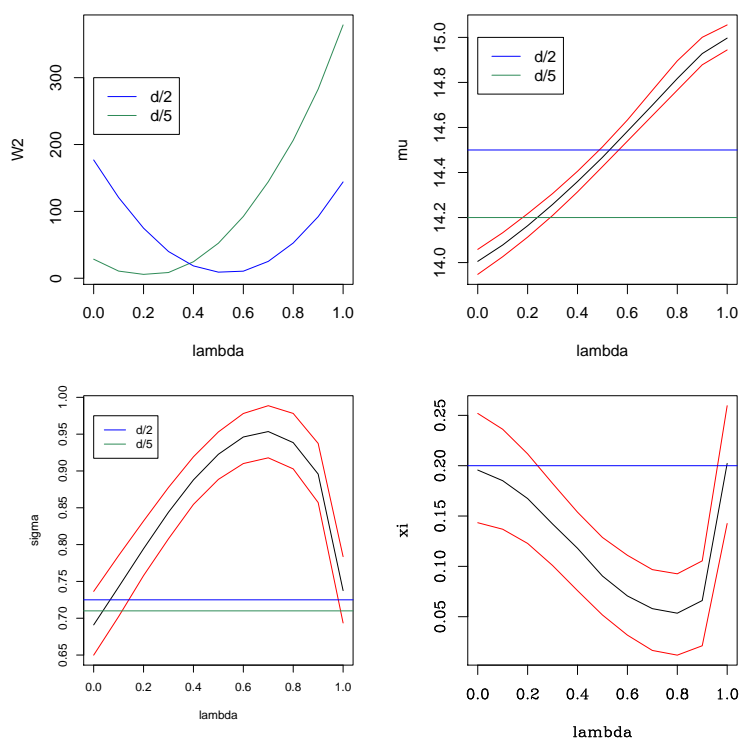 W2
0
100
200
300
d/2
d/5
0.0 0.2 0.4 0.6 0.8 1.0
lambda
mu
14.0
14.2
14.4
14.6
14.8
15.0
d/2
d/5
0.0 0.2 0.4 0.6 0.8 1.0
lambda
sigma
0.65
0.70
0.75
0.80
0.85
0.90
0.95
1.00
d/2
d/5
0.0 0.2 0.4 0.6 0.8 1.0
lambda
xi
0.05
0.10
0.15
0.20
0.25
0.0 0.2 0.4 0.6 0.8 1.0
lambda